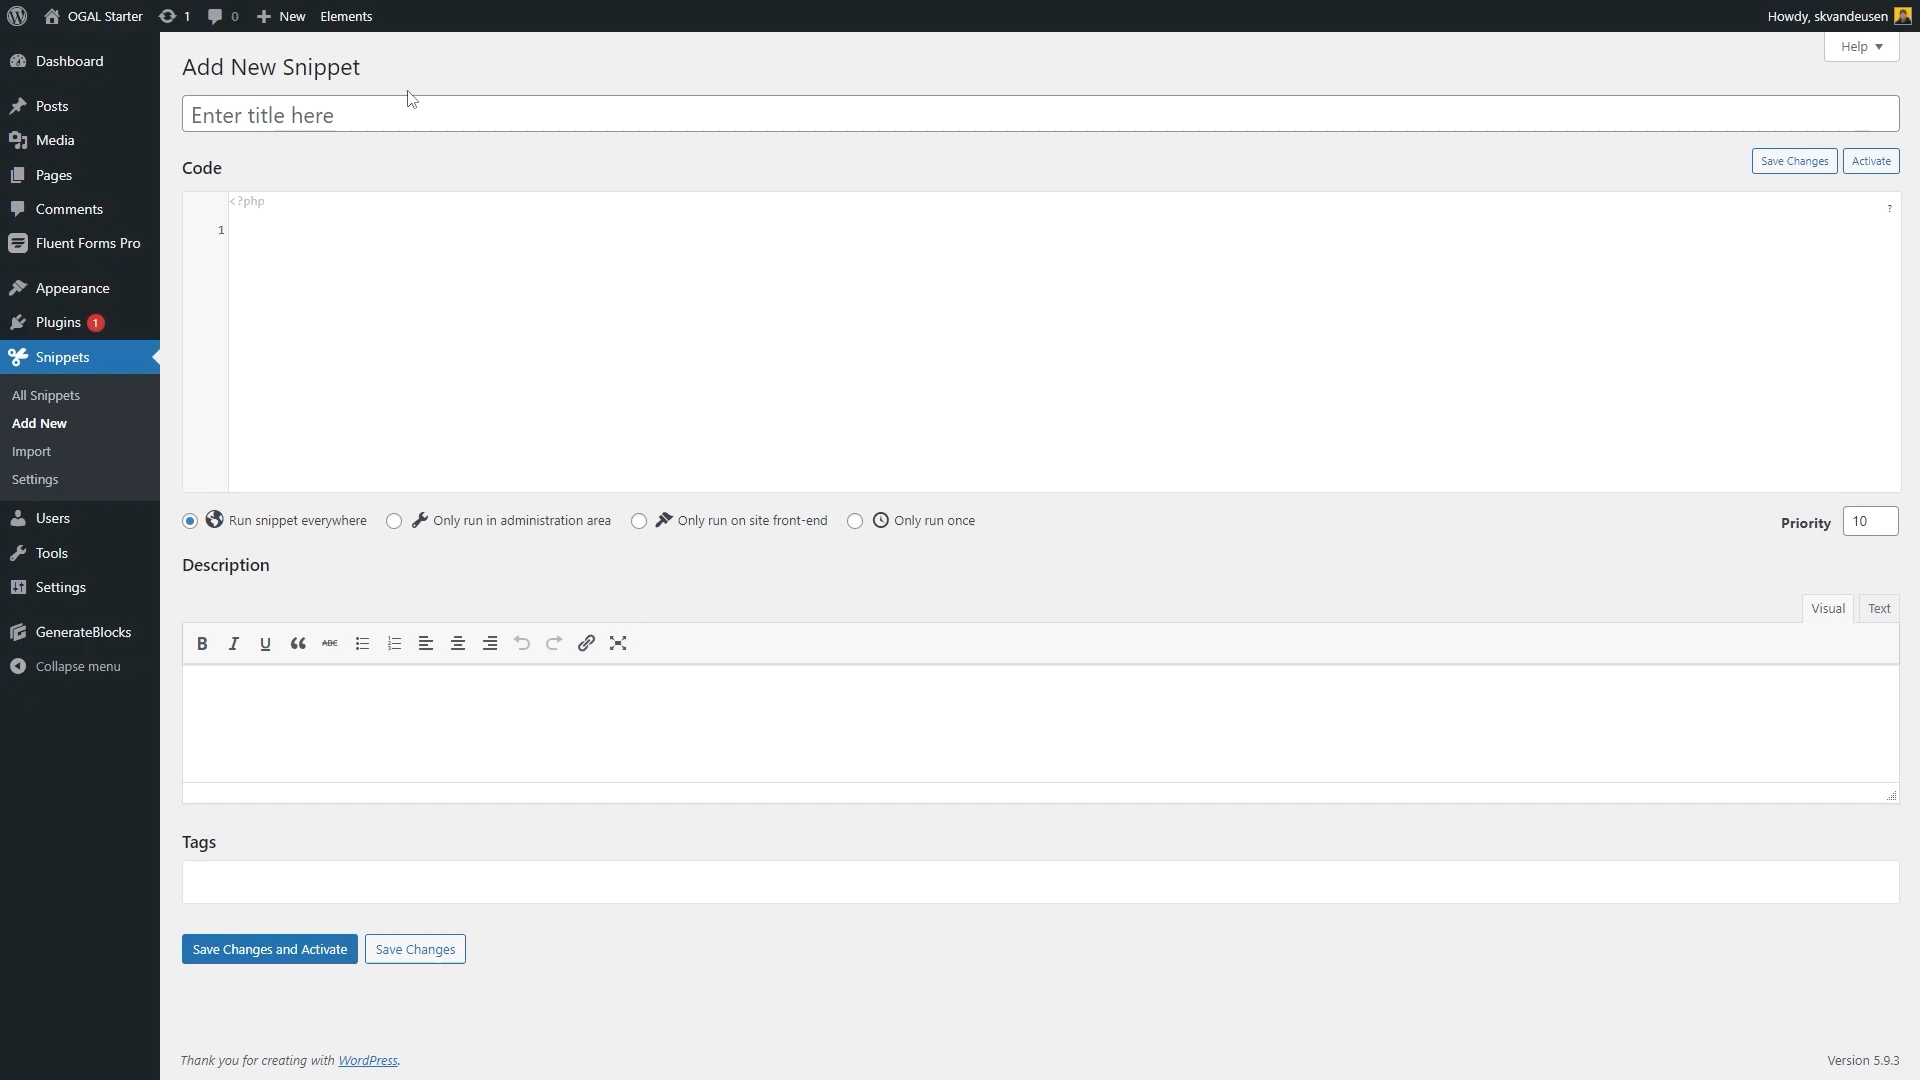 OGAL Starter 1 0 New Elements Howdy, skvandeusen
Help
Dashboard
Posts
Media
Pages
Comments
Fluent Forms Pro
Appearance
Plugins 1
Snippets
All Snippets
Add New
Import
Settings
Users
Tools
Settings
GenerateBlocks
Collapse menu
Add New Snippet
Enter title here
Code
Save Changes Activate
<?php
?
1
Run snippet everywhere Only run in administration area Only run on site front-end Only run once
Priority 10
Description
Visual Text
B I U ABC
Tags
Save Changes and Activate Save Changes
Thank you for creating with WordPress.
Version 5.9.3